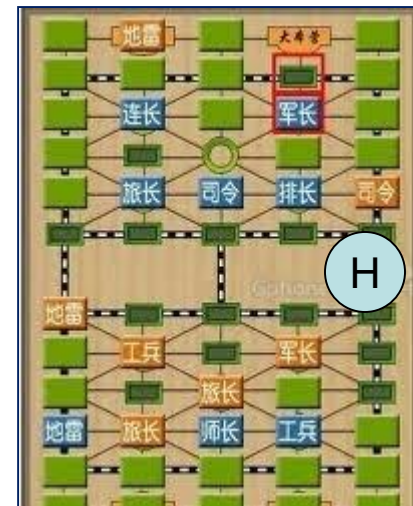 地雷 大本营
连长 军长
旅长 司令 排长 司令
H
地雷
工兵 军长
旅长
地雷 旅长 师长 工兵